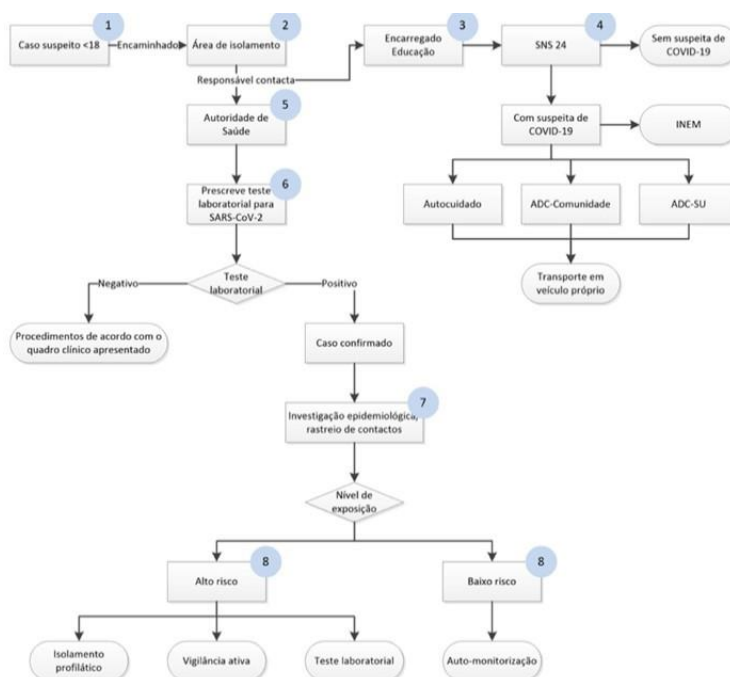 1
2
3
4
Caso suspeito <18
Encaminhado
Área de isolamento
Encarregado
Educação
SNS 24
Sem suspeita de
COVID-19
Responsável contacta
5
Autoridade de
Saúde
Com suspeita de
COVID-19
INEM
6
Prescreve teste
laboratorial para
SARS-CoV-2
Autocuidado
ADC-Comunidade
ADC-SU
Negativo
Teste
laboratorial
Positivo
Transporte em
veículo próprio
Procedimentos de acordo com o
quadro clínico apresentado
Caso confirmado
7
Investigação epidemiológica,
rastreio de contactos
Nível de
exposição
8
8
Alto risco
Baixo risco
Isolamento
profilático
Vigilância ativa
Teste laboratorial
Auto-monitorização